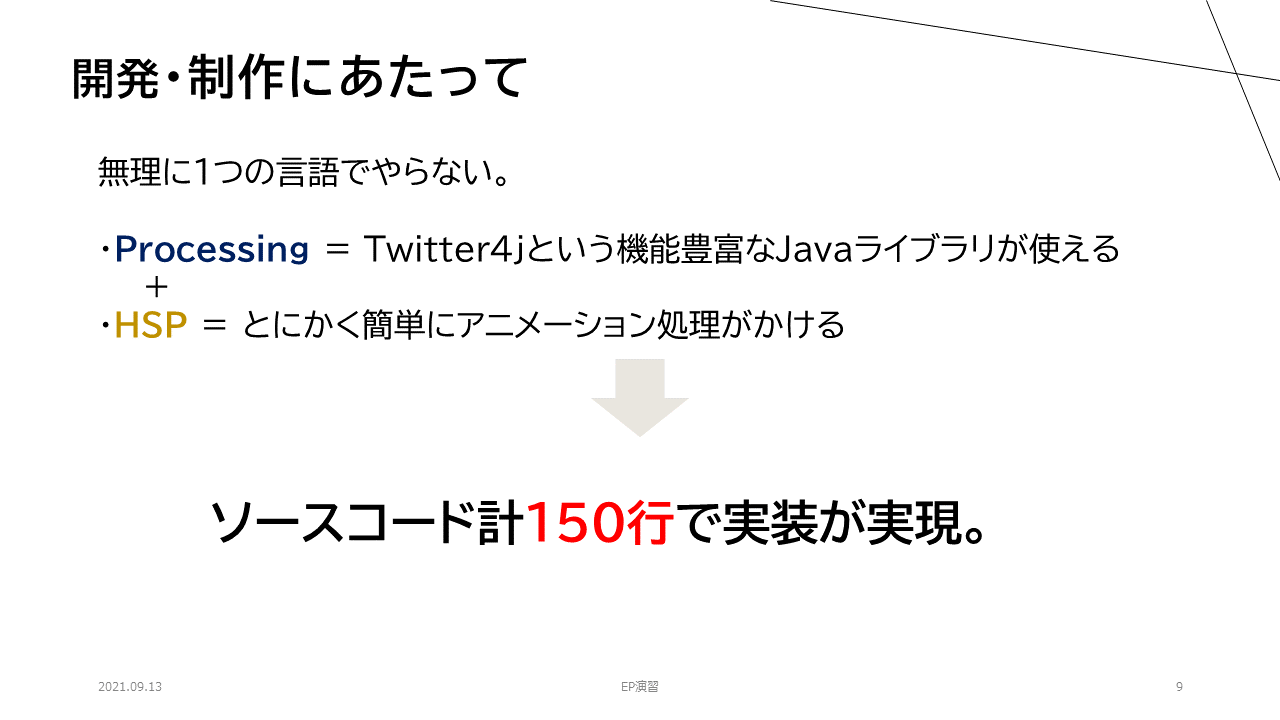 開発・制作にあたって
無理に1つの言語でやらない。
・Processing ＝ Twitter4jという機能豊富なJavaライブラリが使える
＋
・HSP ＝ とにかく簡単にアニメーション処理がかける
ソースコード計150行で実装が実現。
2021.09.13
EP演習
9